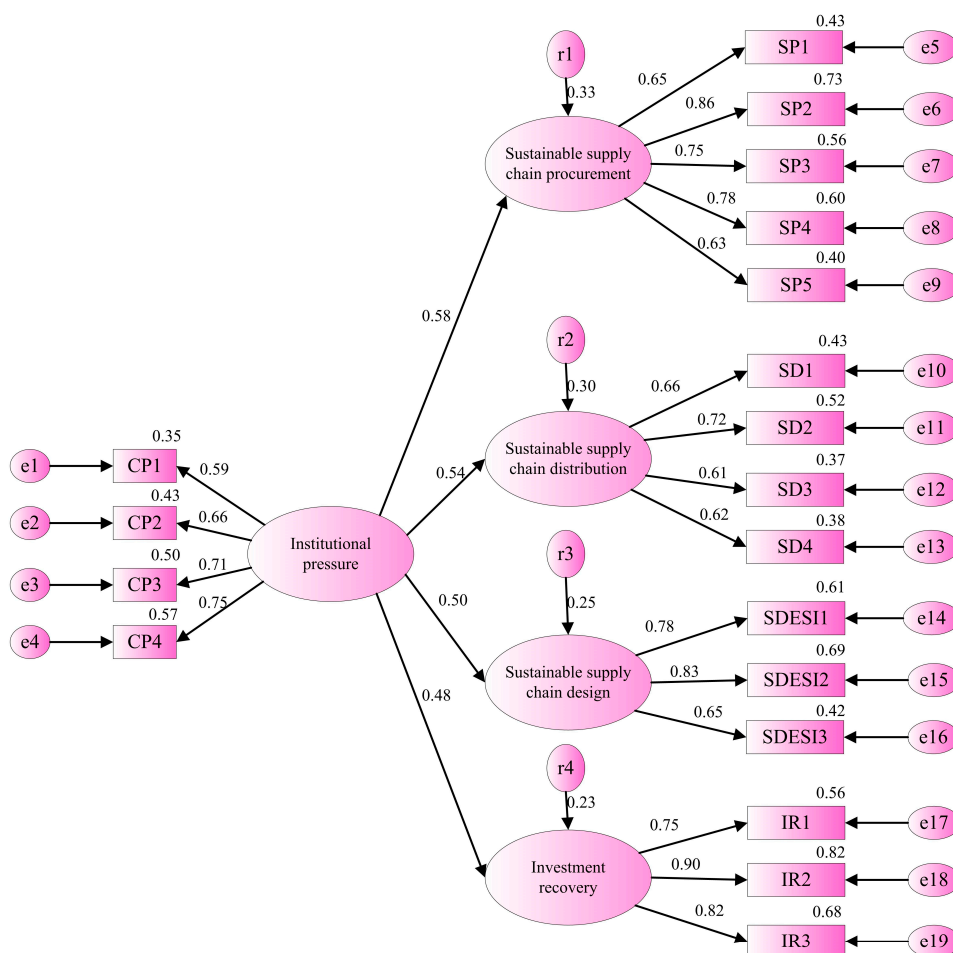 0.43
r1
SP1
e5
0.65
0.33
0.73
0.86
SP2
e6
Sustainable supply
chain procurement
0.75
0.56
SP3
e7
0.78
0.60
SP4
e8
0.63
0.40
SP5
e9
0.58
r2
0.43
0.66
SD1
e10
0.30
0.52
0.72
SD2
e11
Sustainable supply
chain distribution
0.54
0.61
0.37
SD3
e12
0.62
0.38
SD4
e13
0.35
e1
CP1
0.59
0.43
e2
CP2
0.66
0.50
e3
CP3
0.71
0.57
e4
CP4
0.75
Institutional
pressure
r3
0.50
0.25
0.61
0.78
SDESI1
e14
0.69
0.83
SDESI2
e15
Sustainable supply
chain design
0.65
0.42
SDESI3
e16
0.48
r4
0.23
0.56
0.75
IR1
e17
0.82
0.90
IR2
e18
Investment
recovery
0.82
0.68
IR3
e19